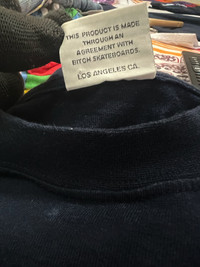 THIS PRODUCT IS MADE
THROUGH AN
AGREEMENT WITH
BITCH SKATEBOARDS.
LOS ANGELES CA.